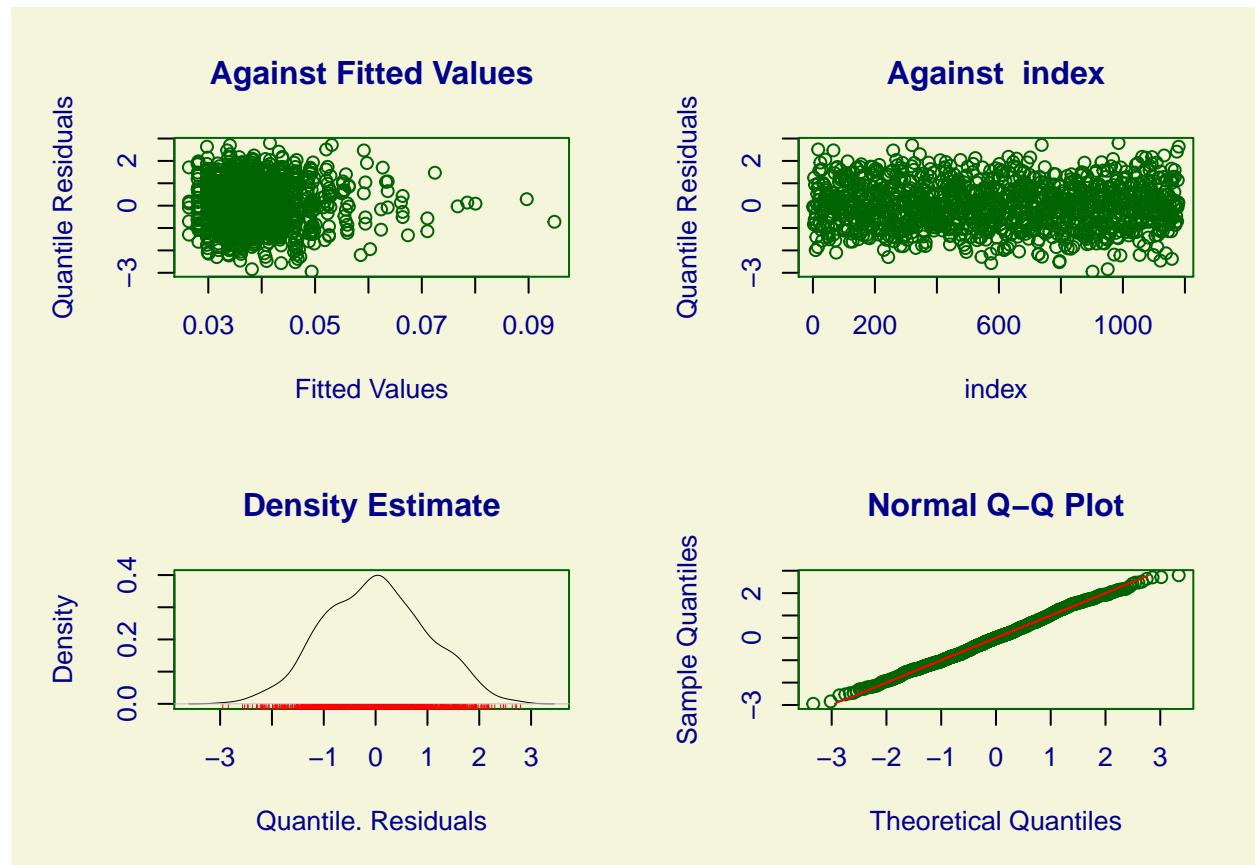 Against Fitted Values
Quantile Residuals
2
0
−3
0.03 0.05 0.07 0.09
Fitted Values
Against  index
Quantile Residuals
2
0
−3
0 200 600 1000
index
Density Estimate
Density
0.4
0.2
0.0
−3 −1 0 1 2 3
Quantile. Residuals
Normal Q−Q Plot
Sample Quantiles
2
0
−3
−3 −2 −1 0 1 2 3
Theoretical Quantiles